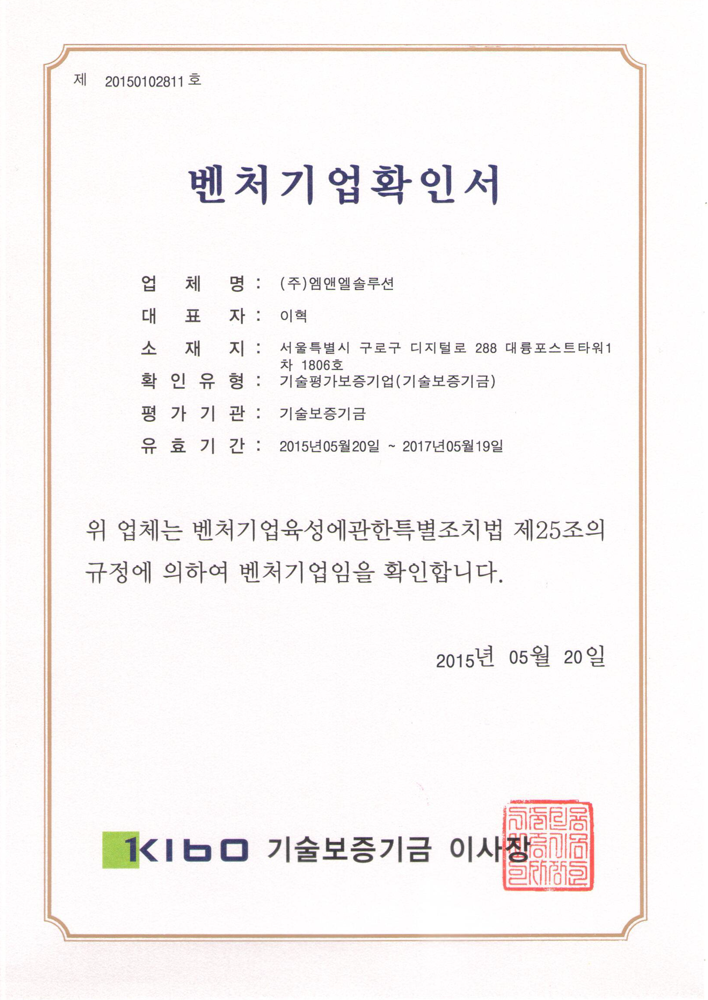 제 20150102811 호
벤처기업확인서
업 체 명 : (주)엠앤엘솔루션
대 표 자 : 이혁
소 재 지 : 서울특별시 구로구 디지털로 288 대륭포스트타워1
차 1806호
확 인 유 형 : 기술평가보증기업(기술보증기금)
평 가 기 관 : 기술보증기금
유 효 기 간 : 2015년05월20일 ~ 2017년05월19일
위 업체는 벤처기업육성에관한특별조치법 제25조의
규정에 의하여 벤처기업임을 확인합니다.
2015년 05월 20일
KIBO 기술보증기금 이사장